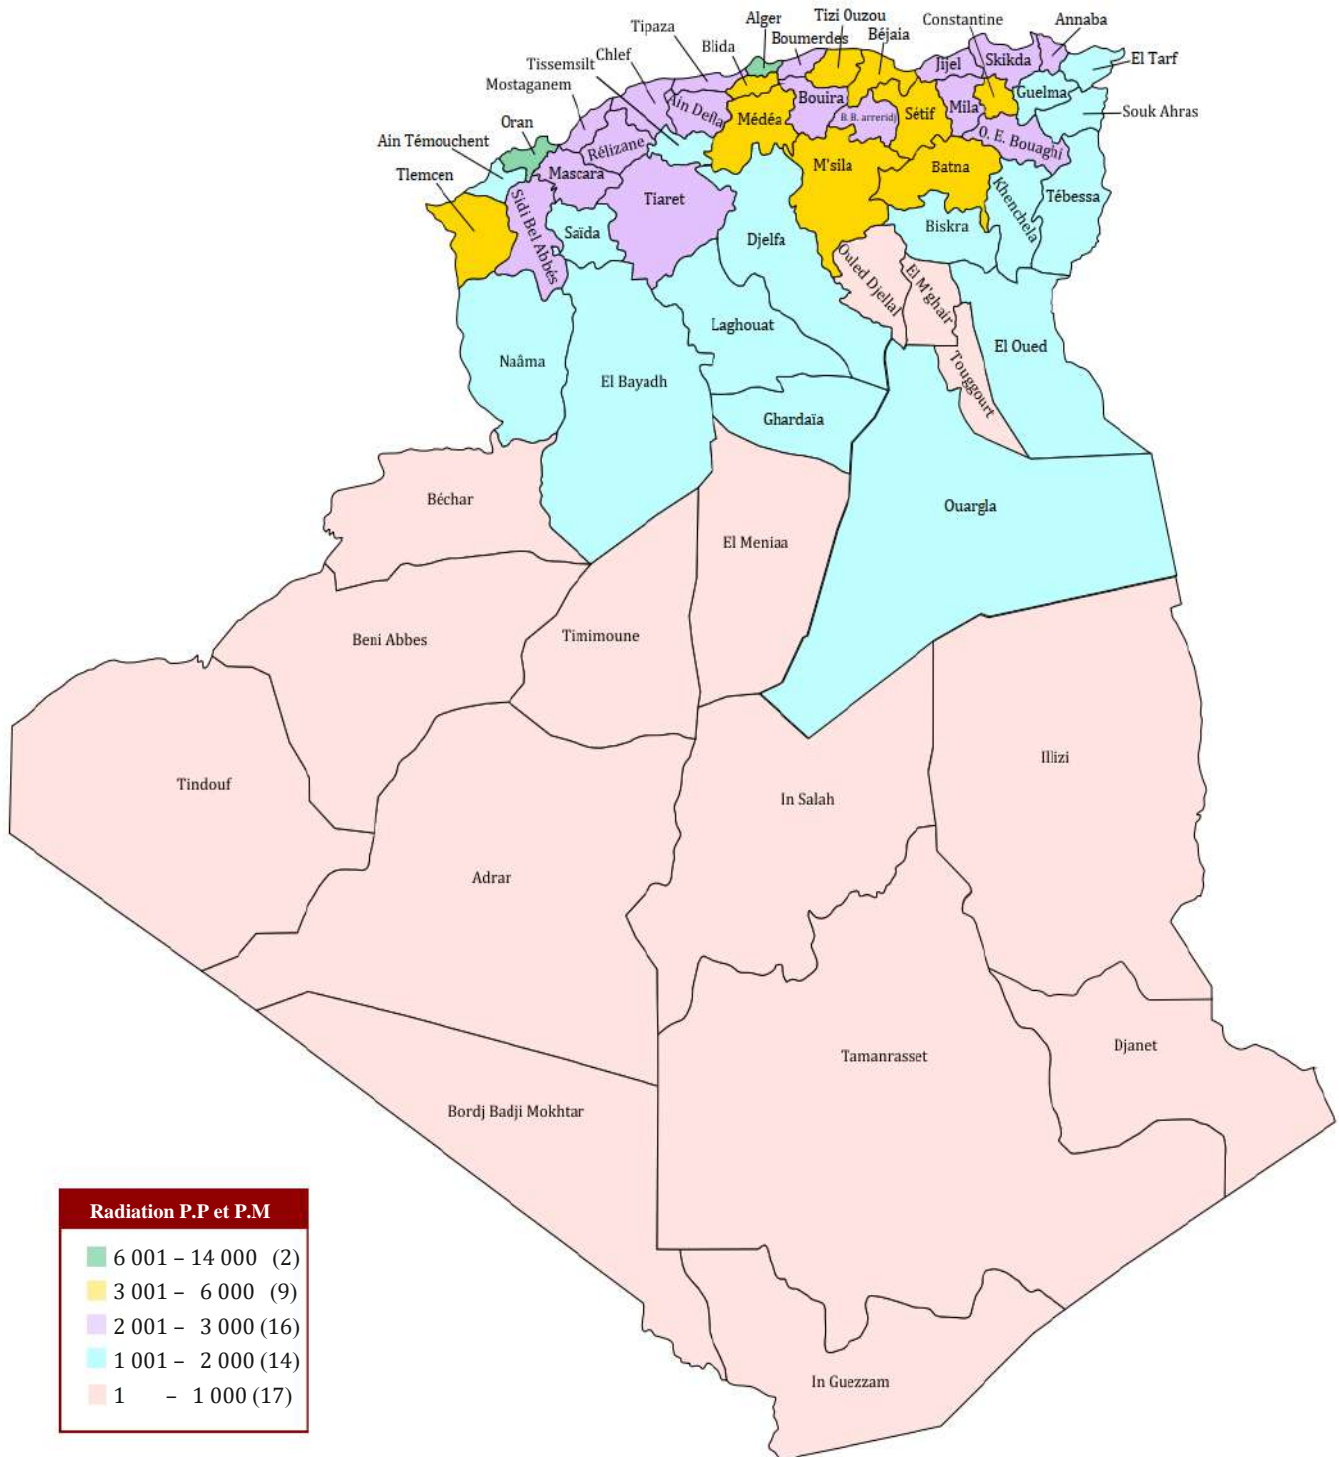 Alger
Tizi Ouzou
Constantine
Annaba
Tipaza
Blida
Boumerdes
Béjaia
Chlef
Tissemsilt
Mostaganem
Jijel
Skikda
El Tarf
Guelma
Souk Ahras
Oran
Ain Témouchent
Tlemcen
Ain Defla
Médéa
Bouira
B. B. arreridj
Sétif
Mila
O. E. Bouaghi
Rélizane
Mascara
Sidi Bel Abbès
Saïda
Tiaret
M'sila
Batna
Khenchela
Tébessa
Djelfa
Biskra
Ouled Djellal
El M'ghair
Touggourt
El Oued
Laghouat
Naâma
El Bayadh
Ghardaïa
Béchar
El Meniaa
Ouargla
Beni Abbes
Timimoune
Tindouf
In Salah
Illizi
Adrar
Tamanrasset
Djanet
Bordj Badji Mokhtar
In Guezzam
Radiation P.P et P.M
6 001 – 14 000 (2)
3 001 – 6 000 (9)
2 001 – 3 000 (16)
1 001 – 2 000 (14)
1 – 1 000 (17)